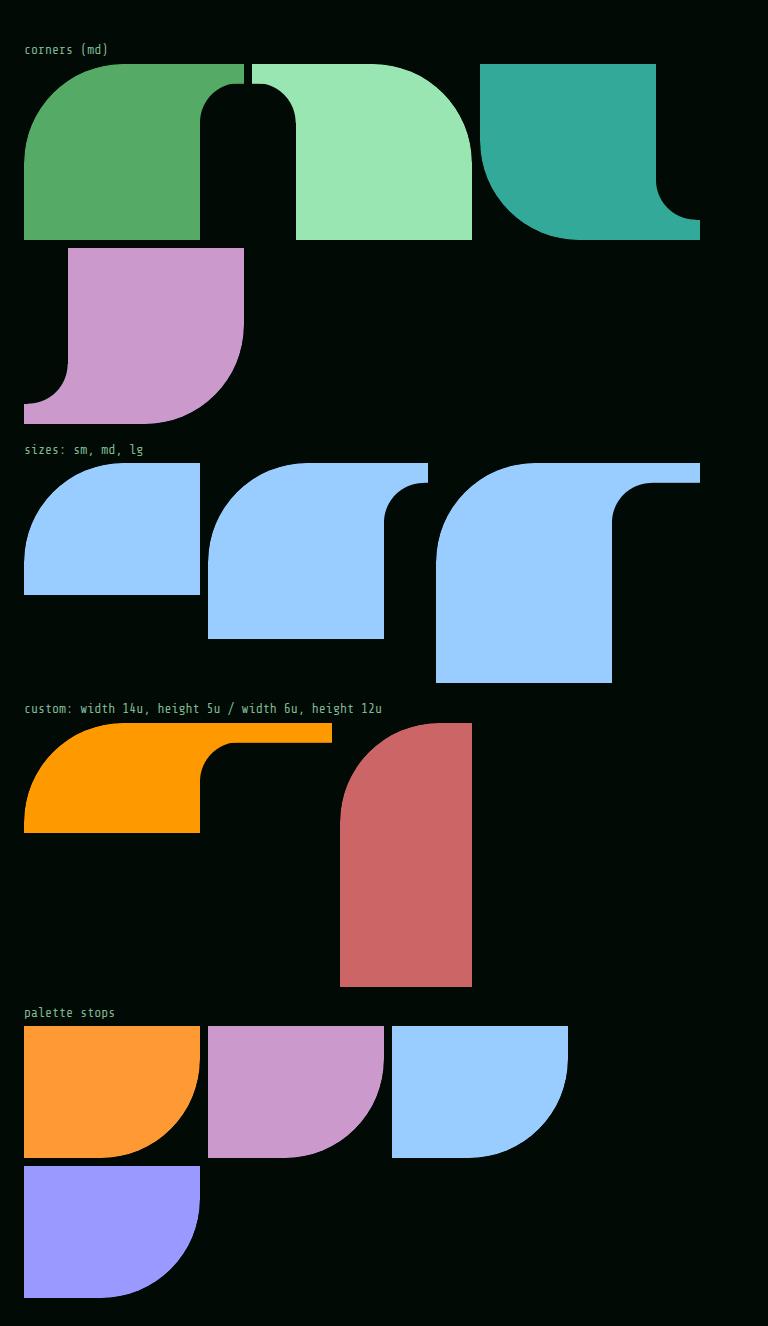 corners (md)
sizes: sm, md, lg
custom: width 14u, height 5u / width 6u, height 12u
palette stops